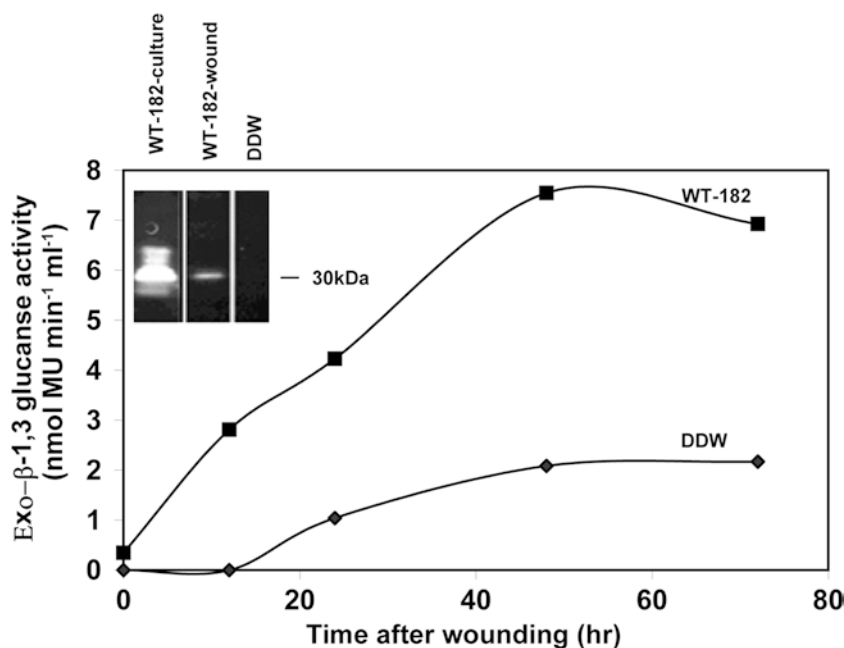 WT-182-culture
WT-182-wound
DDW
Exo-β-1,3 glucanse activity
(nmol MU min⁻¹ ml⁻¹)
8
7
6
5
4
3
2
1
0
30kDa
WT-182
DDW
0
20
40
60
80
Time after wounding (hr)